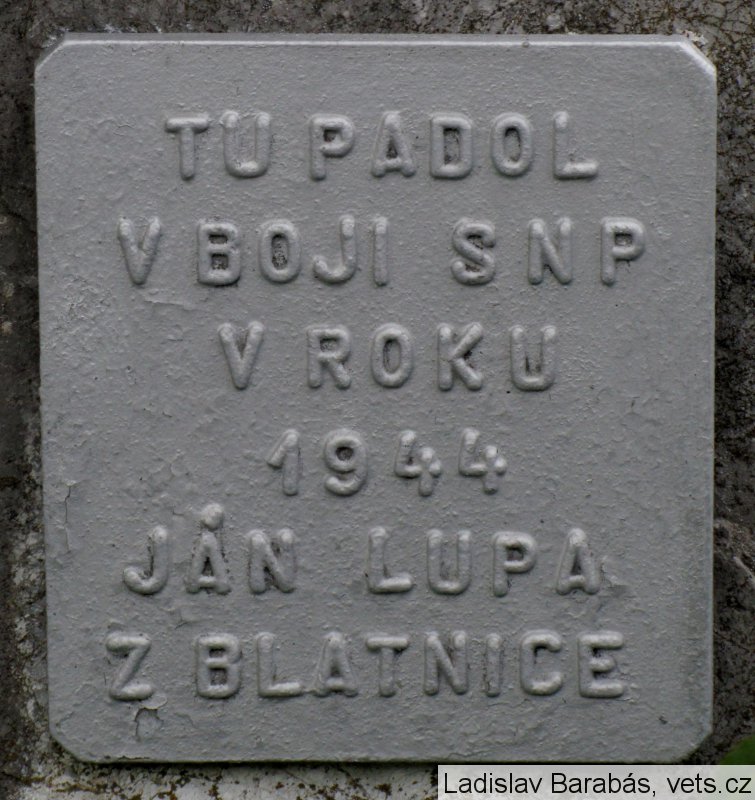 TU PADOL
V BOJI SNP
V ROKU
1944
JÁN LUPA
Z BLATNICE
Ladislav Barabás, vets.cz